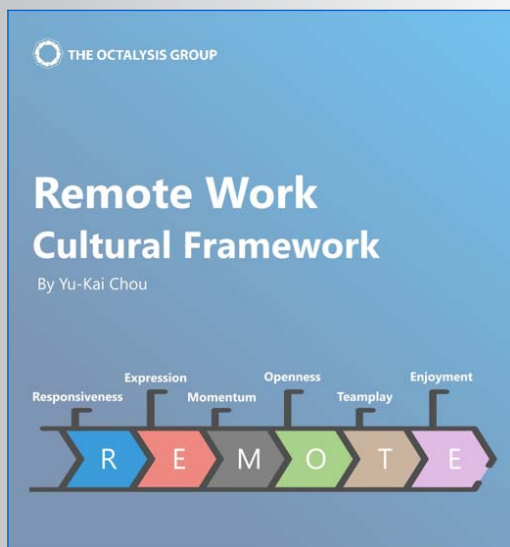 THE OCTALYSIS GROUP
Remote Work
Cultural Framework
By Yu-Kai Chou
Responsiveness Expression Momentum Openness Teamplay Enjoyment
R E M O T E